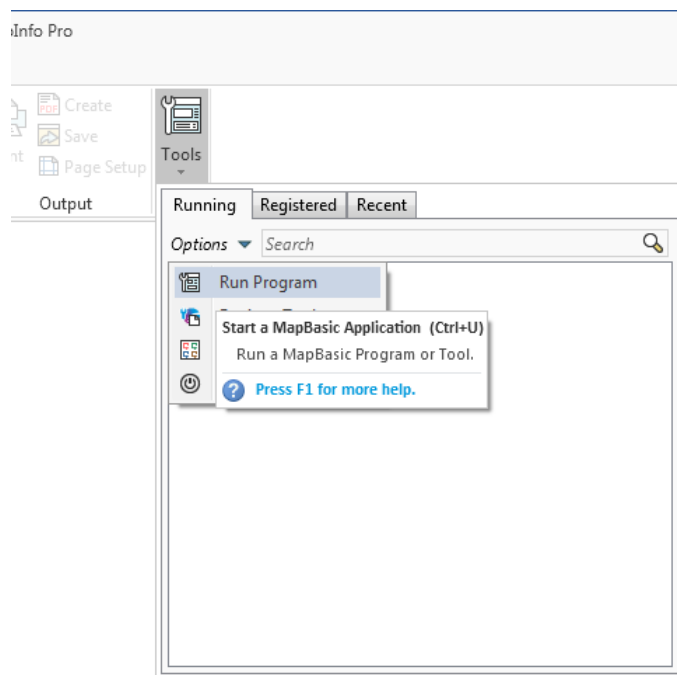 Info Pro
Create
Save
Page Setup
Output
Tools
Running Registered Recent
Options Search
Run Program
Start a MapBasic Application (Ctrl+U)
Run a MapBasic Program or Tool.
Press F1 for more help.